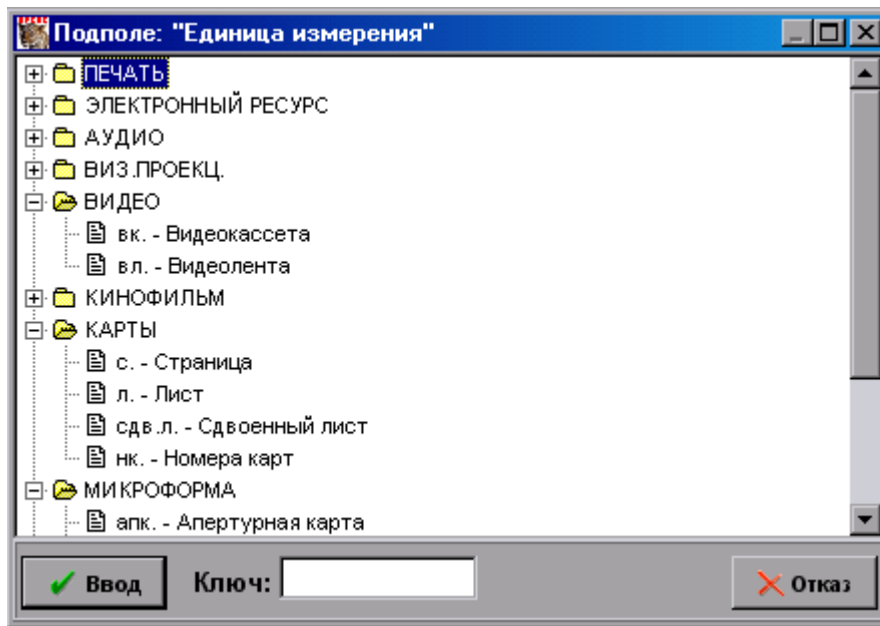 Подполе: "Единица измерения"
ПЕЧАТЬ
ЭЛЕКТРОННЫЙ РЕСУРС
АУДИО
ВИЗ.ПРОЕКЦ.
ВИДЕО
вк. - Видеокассета
вл. - Видеолента
КИНОФИЛЬМ
КАРТЫ
с. - Страница
л. - Лист
сдв.л. - Сдвоенный лист
нк. - Номера карт
МИКРОФОРМА
апк. - Апертурная карта
Ввод Ключ: Отказ